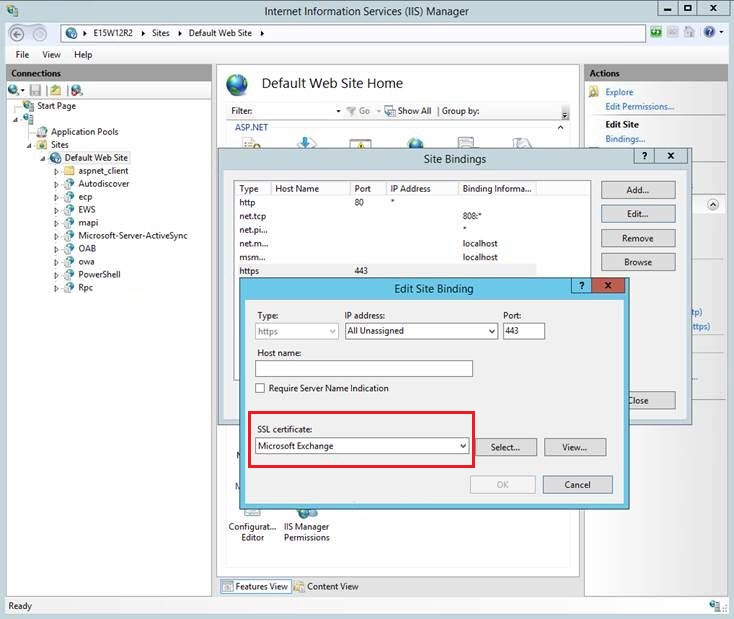 Internet Information Services (IIS) Manager
E15W12R2 Sites Default Web Site
File View Help
Connections
Start Page
Application Pools
Sites
Default Web Site
aspnet_client
Autodiscover
ecp
EWS
mapi
Microsoft-Server-ActiveSync
OAB
owa
PowerShell
Rpc
Default Web Site Home
Filter: Go Show All Group by:
ASP.NET
Actions
Explore
Edit Permissions...
Edit Site
Bindings...
Site Bindings
Type Host Name Port IP Address Binding Informa...
http 80 *
net.tcp 808:*
net.pi... *
net.m... localhost
msm... localhost
https 443
Add...
Edit...
Remove
Browse
Close
Edit Site Binding
Type: IP address: Port:
https All Unassigned 443
Host name:
Require Server Name Indication
SSL certificate:
Microsoft Exchange Select... View...
OK Cancel
Configurat... Editor
IIS Manager Permissions
Features View Content View
Ready